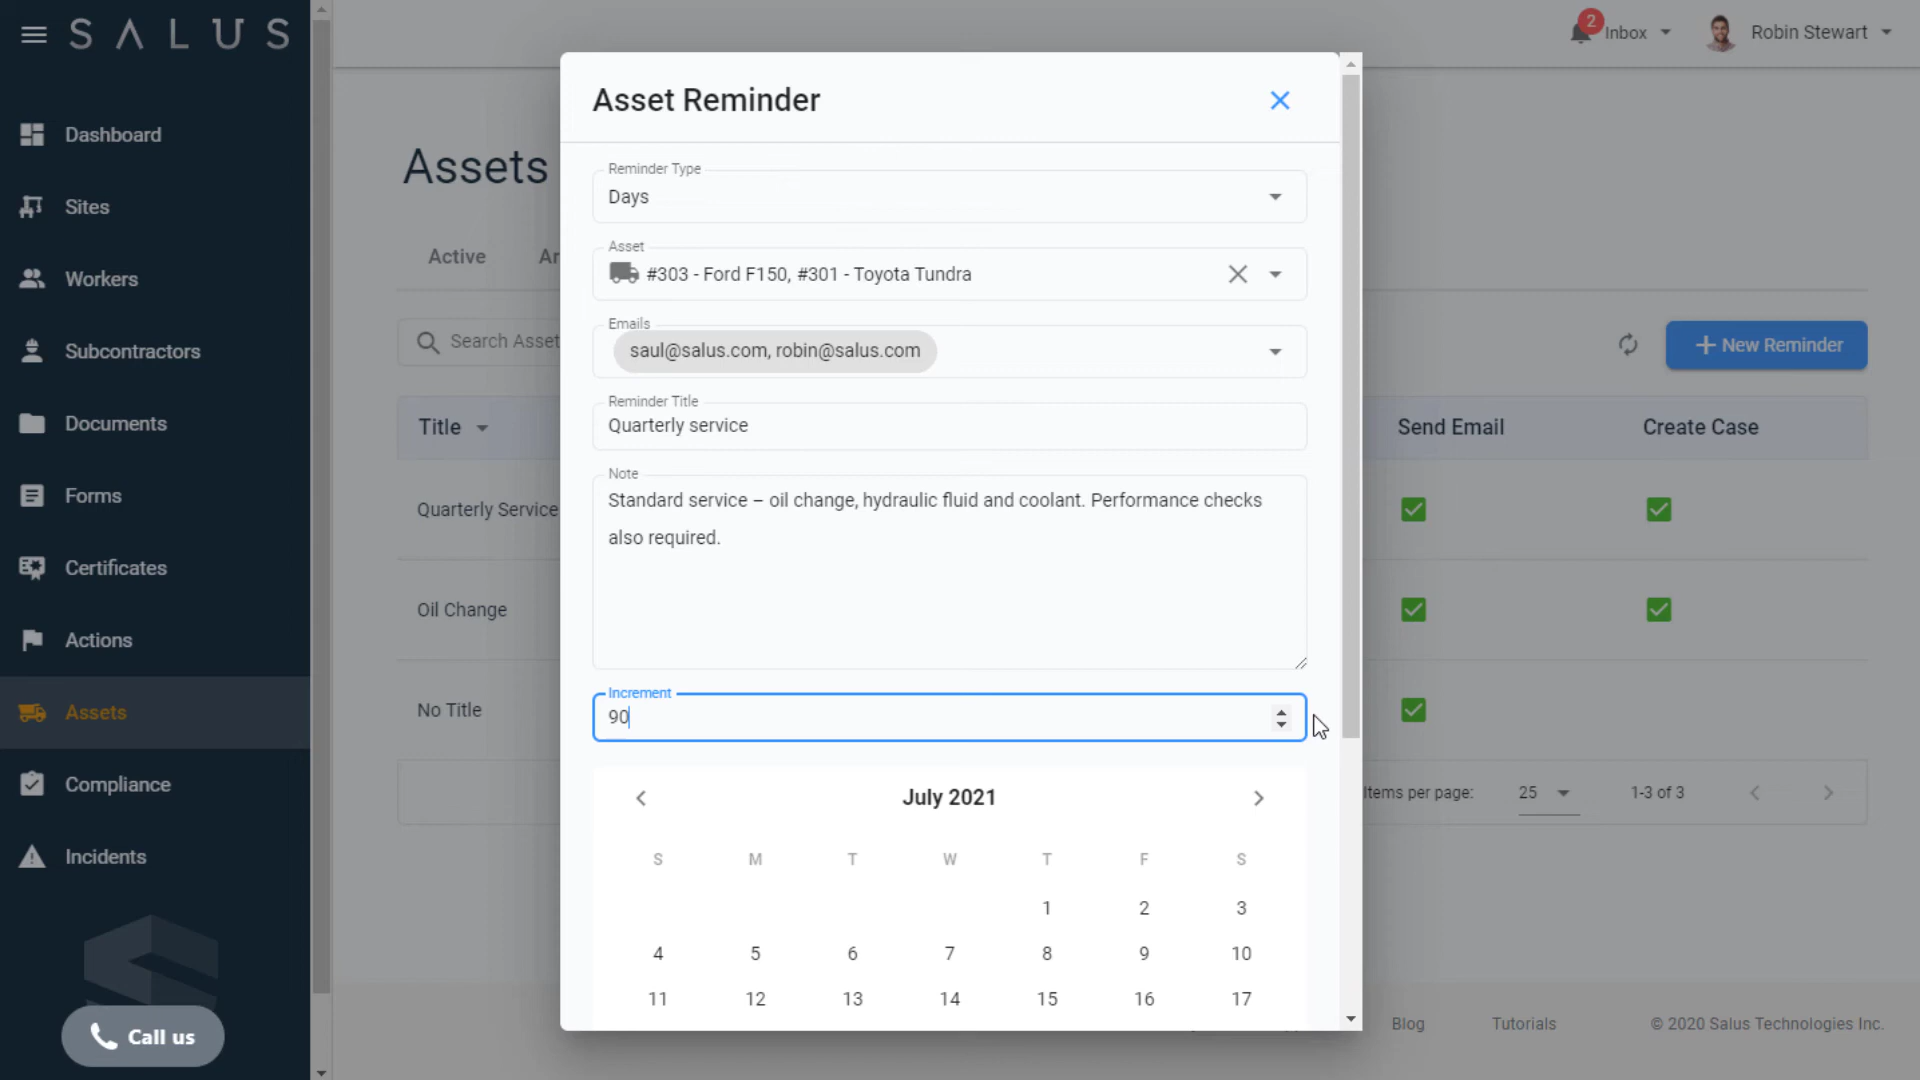 SALUS
Dashboard
Sites
Workers
Subcontractors
Documents
Forms
Certificates
Actions
Assets
Compliance
Incidents
Call us
2
Inbox
Robin Stewart
Assets
Active
Ar
Search Asset
New Reminder
Title
Send Email
Create Case
Quarterly Service
Oil Change
No Title
Items per page:
25
1-3 of 3
Blog
Tutorials
© 2020 Salus Technologies Inc.
Asset Reminder
Reminder Type
Days
Asset
#303 - Ford F150, #301 - Toyota Tundra
Emails
saul@salus.com, robin@salus.com
Reminder Title
Quarterly service
Note
Standard service – oil change, hydraulic fluid and coolant. Performance checks
also required.
Increment
90
July 2021
S M T W T F S
1 2 3
4 5 6 7 8 9 10
11 12 13 14 15 16 17